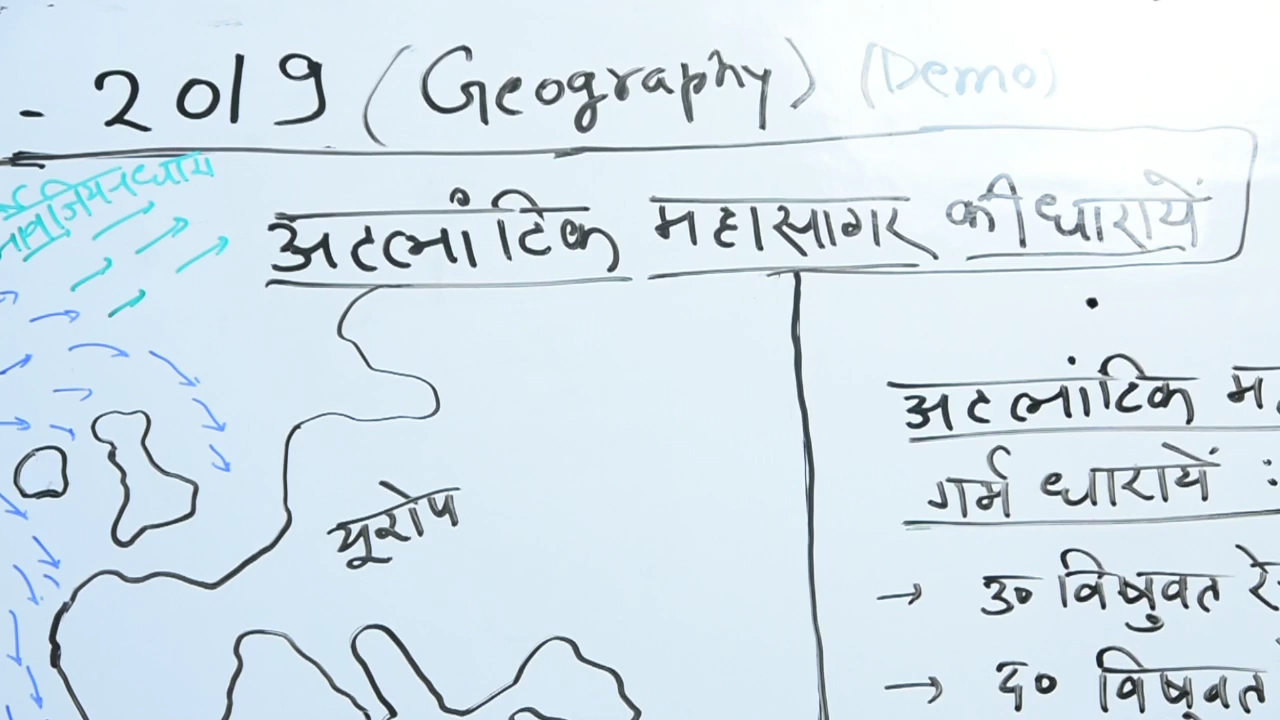 - 2019 (Geography) (Demo)
अटलांटिक महासागर की धारायें
यूरोप
अटलांटिक
गर्म धारायें :
→ उ० विषुवत
→ द० विषुवत